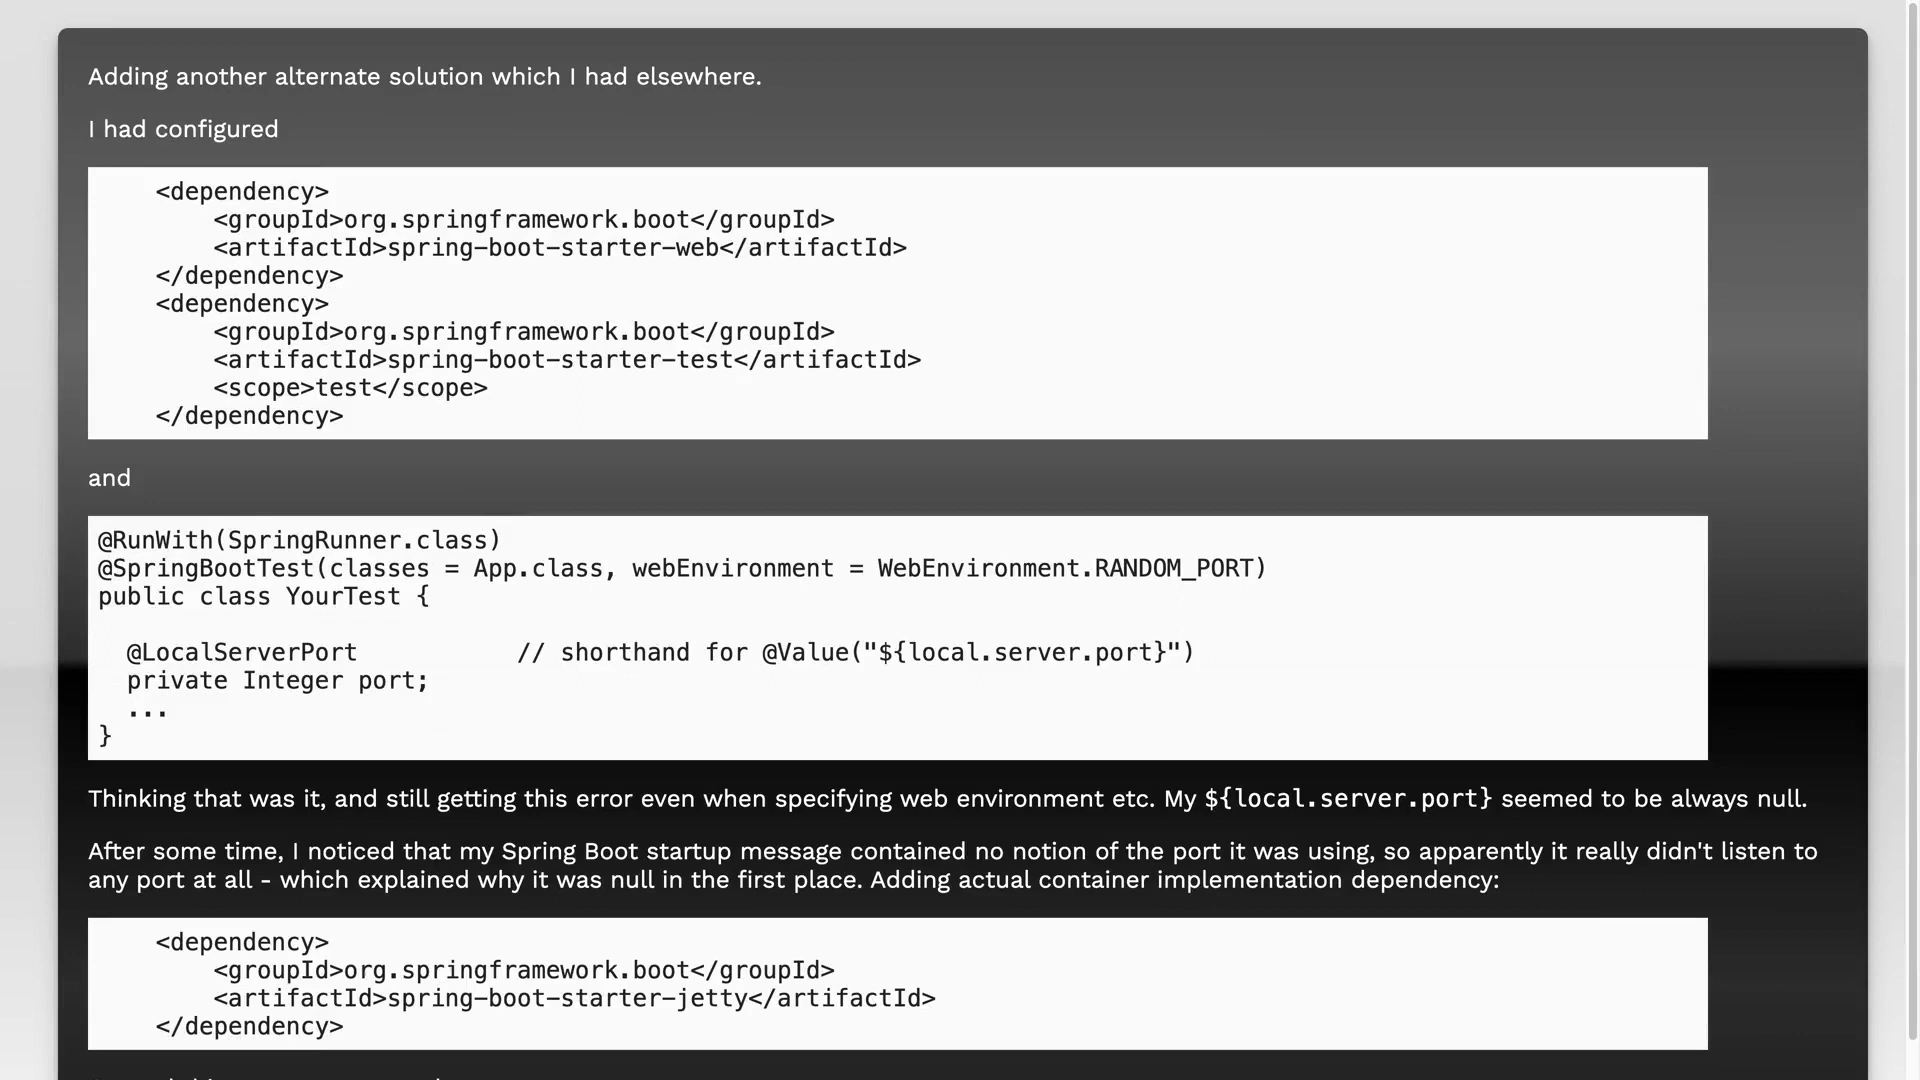 Adding another alternate solution which I had elsewhere.
I had configured
<dependency>
<groupId>org.springframework.boot</groupId>
<artifactId>spring-boot-starter-web</artifactId>
</dependency>
<dependency>
<groupId>org.springframework.boot</groupId>
<artifactId>spring-boot-starter-test</artifactId>
<scope>test</scope>
</dependency>
and
@RunWith(SpringRunner.class)
@SpringBootTest(classes = App.class, webEnvironment = WebEnvironment.RANDOM_PORT)
public class YourTest {
@LocalServerPort // shorthand for @Value("${local.server.port}")
private Integer port;
...
}
Thinking that was it, and still getting this error even when specifying web environment etc. My ${local.server.port} seemed to be always null.
After some time, I noticed that my Spring Boot startup message contained no notion of the port it was using, so apparently it really didn't listen to
any port at all - which explained why it was null in the first place. Adding actual container implementation dependency:
<dependency>
<groupId>org.springframework.boot</groupId>
<artifactId>spring-boot-starter-jetty</artifactId>
</dependency>